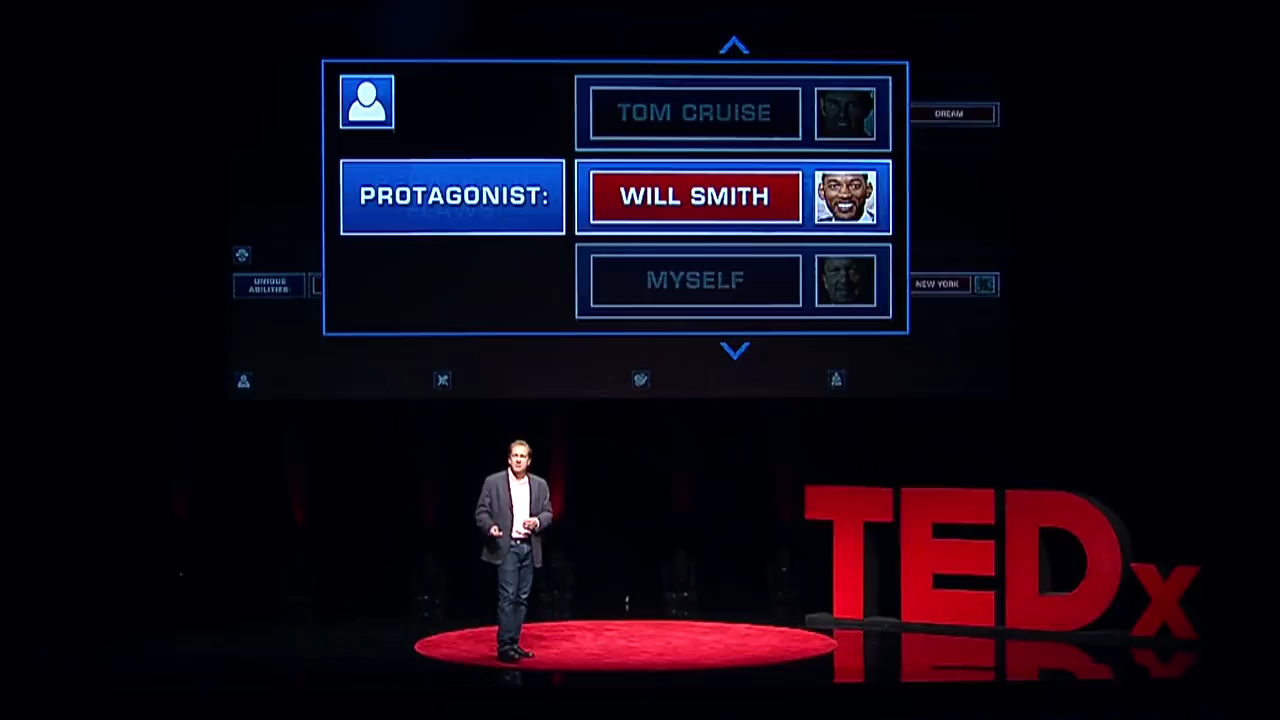 TOM CRUISE
DREAM
PROTAGONIST:
WILL SMITH
UNIQUE
ABILITIES:
MYSELF
NEW YORK
TEDx